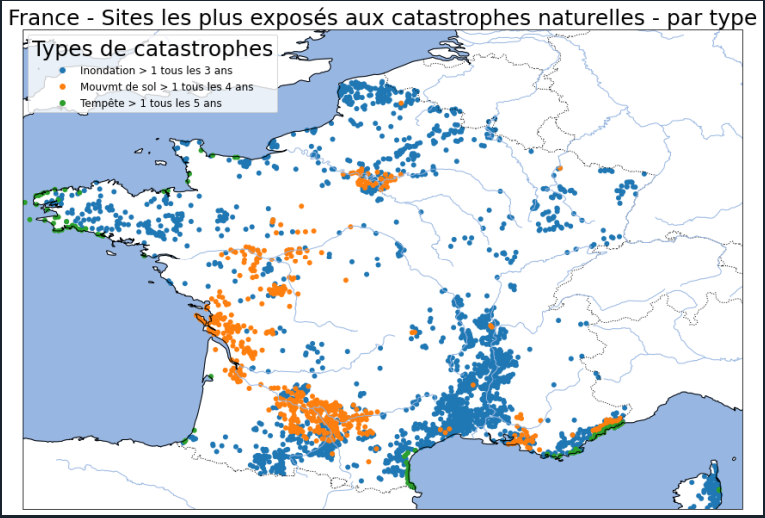 France - Sites les plus exposés aux catastrophes naturelles - par type
Types de catastrophes
Inondation > 1 tous les 3 ans
Mouvmt de sol > 1 tous les 4 ans
Tempête > 1 tous les 5 ans